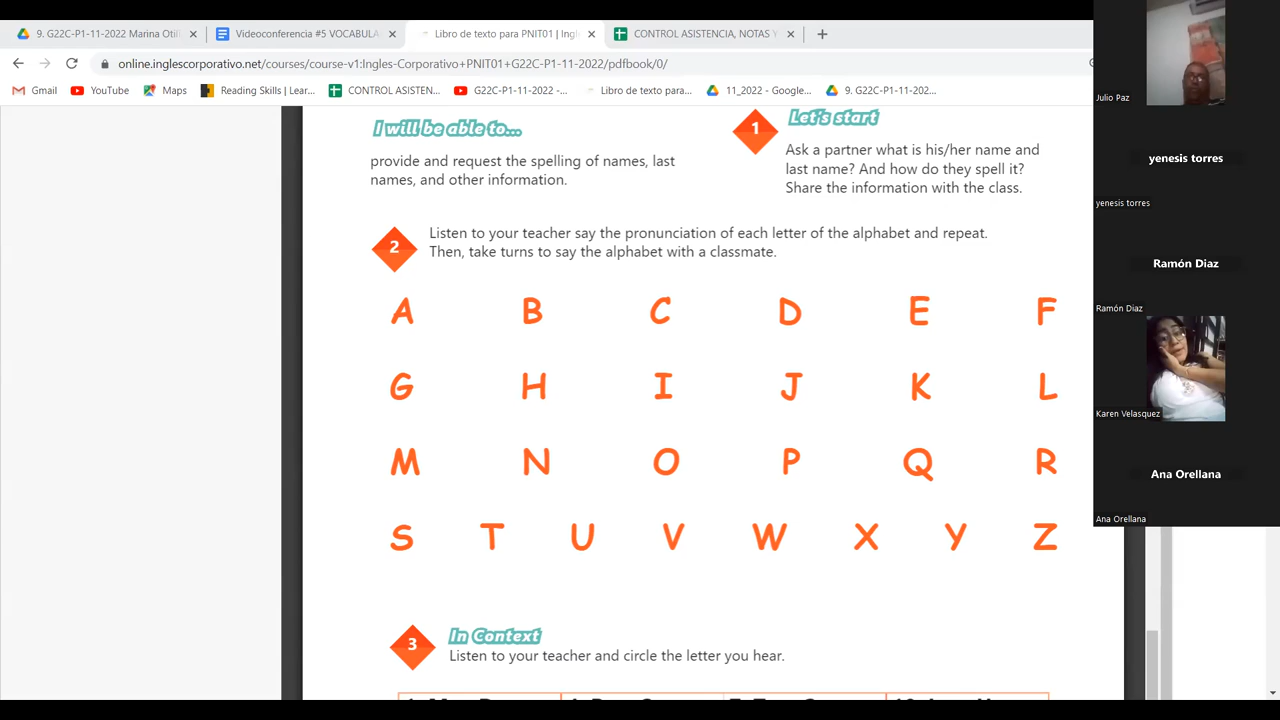 9. G22C-P1-11-2022 Marina Otili
Videoconferencia #5 VOCABULA
Libro de texto para PNIT01 | Ingl
CONTROL ASISTENCIA, NOTAS Y
online.inglescorporativo.net/courses/course-v1:Ingles-Corporativo+PNIT01+G22C-P1-11-2022/pdfbook/0/
Gmail
YouTube
Maps
Reading Skills | Lear...
CONTROL ASISTEN...
G22C-P1-11-2022 -...
Libro de texto para...
11_2022 - Google...
9. G22C-P1-11-202...
I will be able to...
provide and request the spelling of names, last
names, and other information.
1
Let's start
Ask a partner what is his/her name and
last name? And how do they spell it?
Share the information with the class.
2
Listen to your teacher say the pronunciation of each letter of the alphabet and repeat.
Then, take turns to say the alphabet with a classmate.
A B C D E F
G H I J K L
M N O P Q R
S T U V W X Y Z
3
In Context
Listen to your teacher and circle the letter you hear.
Julio Paz
yenesis torres
yenesis torres
Ramón Diaz
Ramón Diaz
Karen Velasquez
Ana Orellana
Ana Orellana